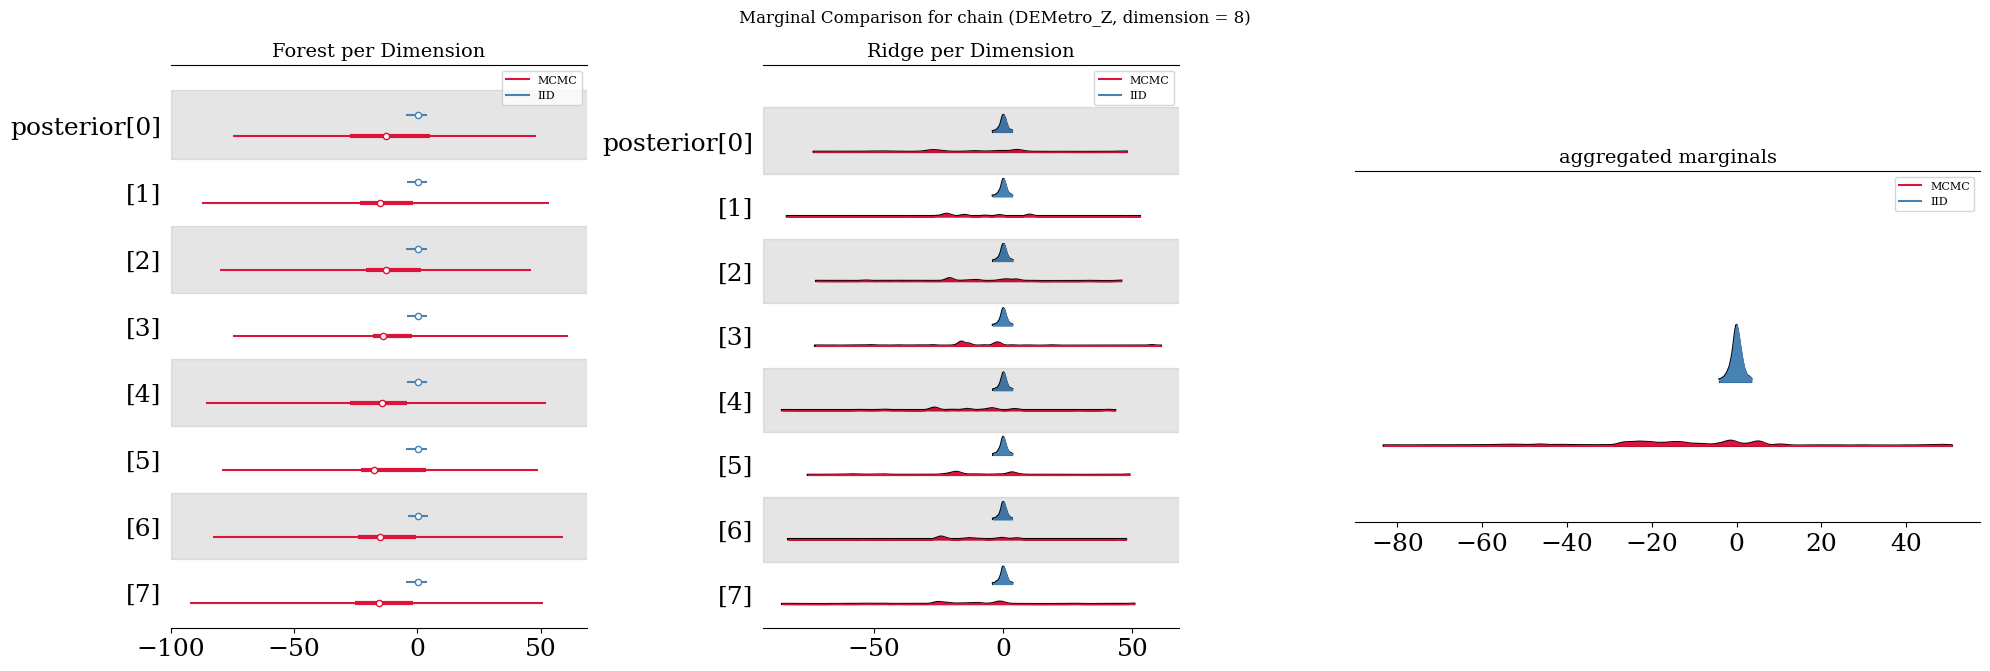 Marginal Comparison for chain (DEMetro_Z, dimension = 8)
Forest per Dimension
MCMC
IID
posterior[0]
[1]
[2]
[3]
[4]
[5]
[6]
[7]
−100 −50 0 50
Ridge per Dimension
MCMC
IID
posterior[0]
[1]
[2]
[3]
[4]
[5]
[6]
[7]
−50 0 50
aggregated marginals
MCMC
IID
−80 −60 −40 −20 0 20 40